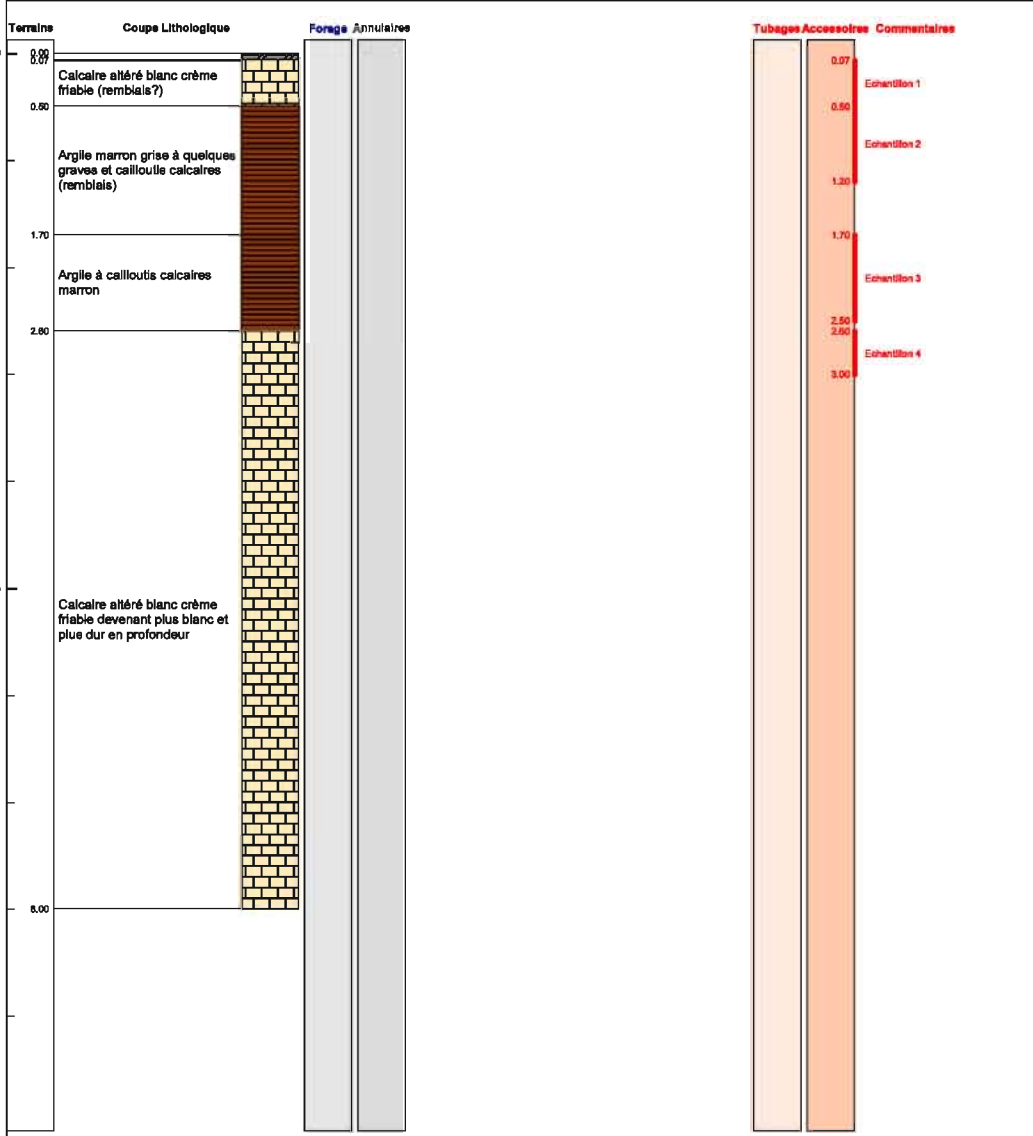 Terrains Coupe Lithologique Forage Annulaires Tubages Accessoires Commentaires
0.00
0.07
Calcaire altéré blanc crème
friable (remblais?)
0.50
Argile marron grise à quelques
graves et cailloutis calcaires
(remblais)
1.70
Argile à cailloutis calcaires
marron
2.60
Calcaire altéré blanc crème
friable devenant plus blanc et
plus dur en profondeur
8.00
0.07
Echantillon 1
0.50
Echantillon 2
1.20
1.70
Echantillon 3
2.50
2.60
Echantillon 4
3.00